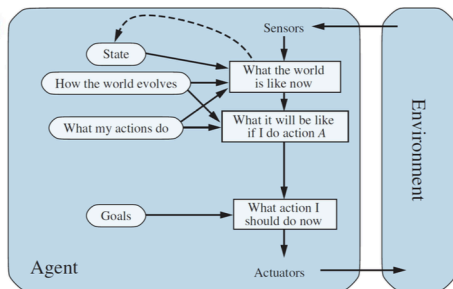 Sensors
State
What the world
is like now
How the world evolves
What it will be like
if I do action A
What my actions do
Environment
What action I
should do now
Goals
Agent
Actuators